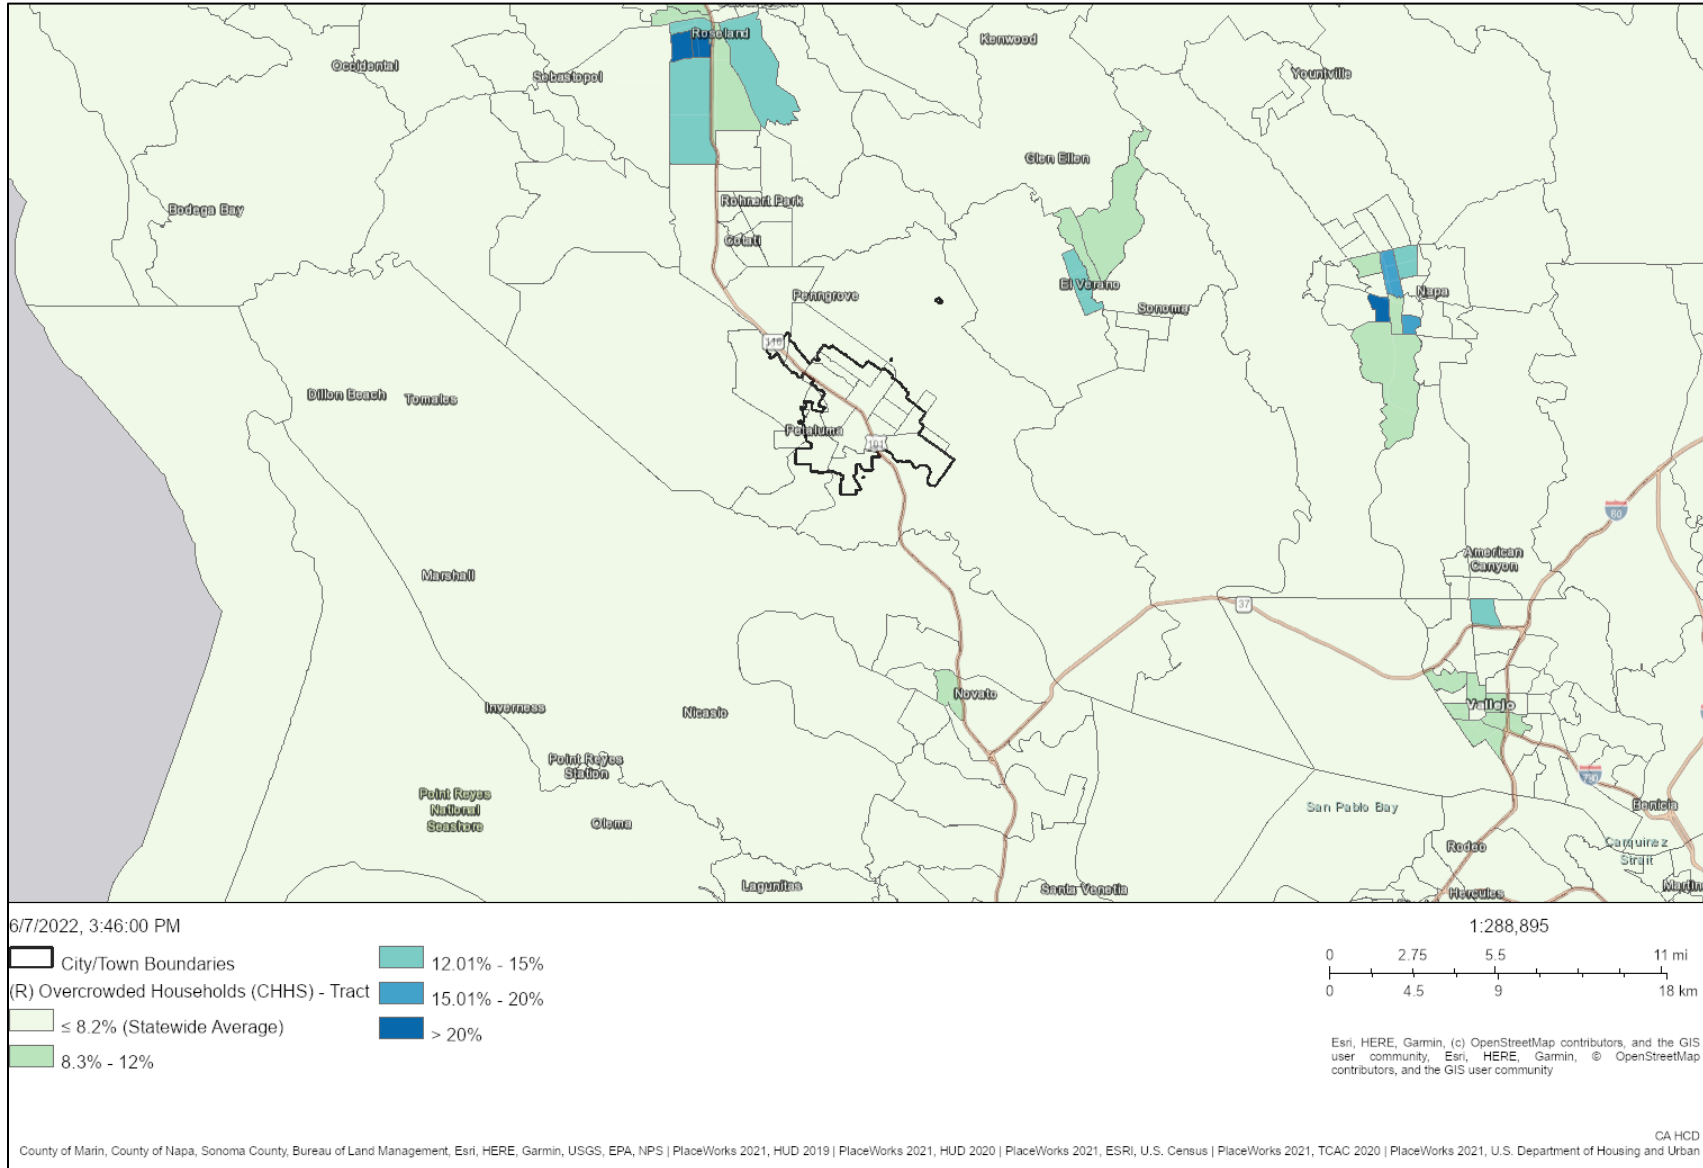 Roseland
Kenwood
Occidental
Sebastopol
Yountville
Glen Ellen
Bodega Bay
Rohnert Park
Cotati
El Verano
Napa
Penngrove
Sonoma
116
Dillon Beach
Tomales
Petaluma
101
80
American
Canyon
Marshall
37
Novato
Inverness
Nicasio
Vallejo
Point Reyes
Station
780
Point Reyes
National
Seashore
Olema
San Pablo Bay
Benicia
Rodeo
Carquinez
Strait
Lagunitas
Santa Venetia
Hercules
Martin
6/7/2022, 3:46:00 PM
City/Town Boundaries
(R) Overcrowded Households (CHHS) - Tract
≤ 8.2% (Statewide Average)
8.3% - 12%
12.01% - 15%
15.01% - 20%
> 20%
1:288,895
0 2.75 5.5 11 mi
0 4.5 9 18 km
Esri, HERE, Garmin, (c) OpenStreetMap contributors, and the GIS
user community, Esri, HERE, Garmin, © OpenStreetMap
contributors, and the GIS user community
CA HCD
County of Marin, County of Napa, Sonoma County, Bureau of Land Management, Esri, HERE, Garmin, USGS, EPA, NPS | PlaceWorks 2021, HUD 2019 | PlaceWorks 2021, HUD 2020 | PlaceWorks 2021, ESRI, U.S. Census | PlaceWorks 2021, TCAC 2020 | PlaceWorks 2021, U.S. Department of Housing and Urban